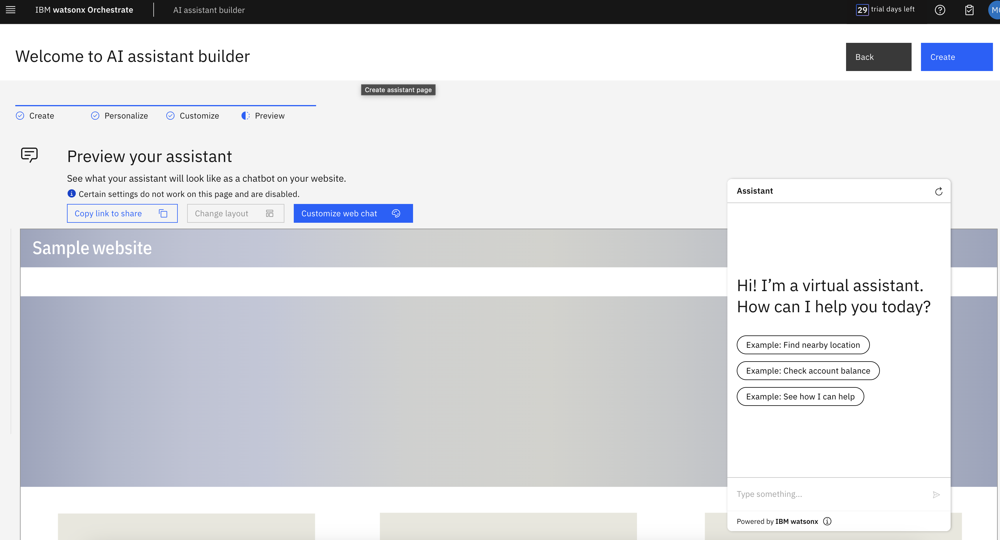 IBM watsonx Orchestrate
AI assistant builder
29 trial days left
Welcome to AI assistant builder
Back
Create
Create assistant page
Create
Personalize
Customize
Preview
Preview your assistant
See what your assistant will look like as a chatbot on your website.
Certain settings do not work on this page and are disabled.
Copy link to share
Change layout
Customize web chat
Sample website
Assistant
Hi! I’m a virtual assistant.
How can I help you today?
Example: Find nearby location
Example: Check account balance
Example: See how I can help
Type something...
Powered by IBM watsonx